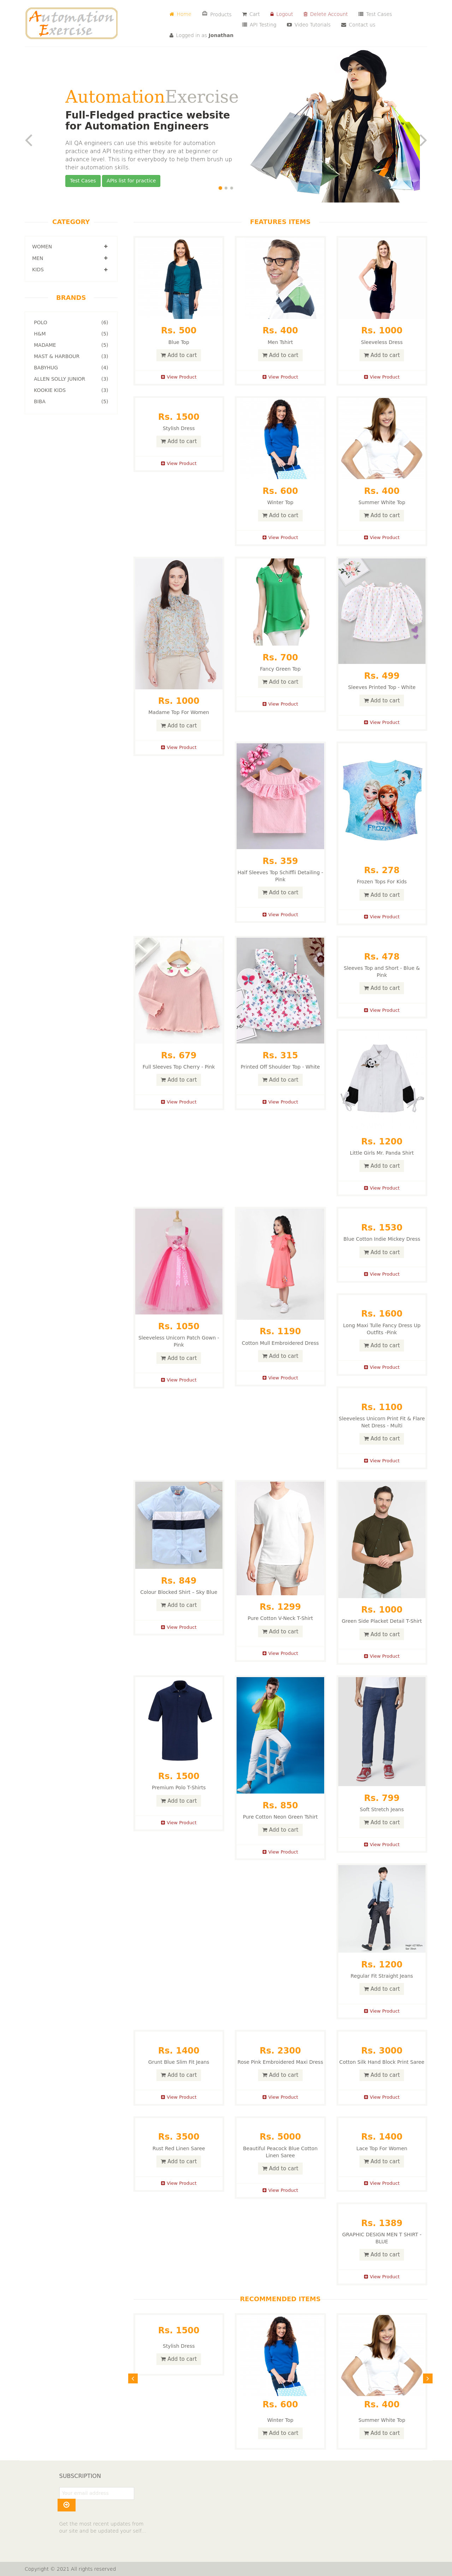 Automation
Exercise
Home
Products
Cart
Logout
Delete Account
Test Cases
API Testing
Video Tutorials
Contact us
Logged in as Jonathan
AutomationExercise
Full-Fledged practice website
for Automation Engineers
All QA engineers can use this website for automation
practice and API testing either they are at beginner or
advance level. This is for everybody to help them brush up
their automation skills.
Test Cases
APIs list for practice
CATEGORY
WOMEN
MEN
KIDS
BRANDS
POLO (6)
H&M (5)
MADAME (5)
MAST & HARBOUR (3)
BABYHUG (4)
ALLEN SOLLY JUNIOR (3)
KOOKIE KIDS (3)
BIBA (5)
FEATURES ITEMS
Rs. 500
Blue Top
Add to cart
View Product
Rs. 400
Men Tshirt
Add to cart
View Product
Rs. 1000
Sleeveless Dress
Add to cart
View Product
Rs. 1500
Stylish Dress
Add to cart
View Product
Rs. 600
Winter Top
Add to cart
View Product
Rs. 400
Summer White Top
Add to cart
View Product
Rs. 1000
Madame Top For Women
Add to cart
View Product
Rs. 700
Fancy Green Top
Add to cart
View Product
Rs. 499
Sleeves Printed Top - White
Add to cart
View Product
Rs. 359
Half Sleeves Top Schiffli Detailing -
Pink
Add to cart
View Product
FROZEN
Rs. 278
Frozen Tops For Kids
Add to cart
View Product
Rs. 679
Full Sleeves Top Cherry - Pink
Add to cart
View Product
Rs. 315
Printed Off Shoulder Top - White
Add to cart
View Product
Rs. 478
Sleeves Top and Short - Blue &
Pink
Add to cart
View Product
Rs. 1200
Little Girls Mr. Panda Shirt
Add to cart
View Product
Rs. 1050
Sleeveless Unicorn Patch Gown -
Pink
Add to cart
View Product
Rs. 1190
Cotton Mull Embroidered Dress
Add to cart
View Product
Rs. 1530
Blue Cotton Indie Mickey Dress
Add to cart
View Product
Rs. 1600
Long Maxi Tulle Fancy Dress Up
Outfits -Pink
Add to cart
View Product
Rs. 1100
Sleeveless Unicorn Print Fit & Flare
Net Dress - Multi
Add to cart
View Product
Rs. 849
Colour Blocked Shirt – Sky Blue
Add to cart
View Product
Rs. 1299
Pure Cotton V-Neck T-Shirt
Add to cart
View Product
Rs. 1000
Green Side Placket Detail T-Shirt
Add to cart
View Product
Rs. 1500
Premium Polo T-Shirts
Add to cart
View Product
Rs. 850
Pure Cotton Neon Green Tshirt
Add to cart
View Product
Rs. 799
Soft Stretch Jeans
Add to cart
View Product
Rs. 1200
Regular Fit Straight Jeans
Add to cart
View Product
Rs. 1400
Grunt Blue Slim Fit Jeans
Add to cart
View Product
Rs. 2300
Rose Pink Embroidered Maxi Dress
Add to cart
View Product
Rs. 3000
Cotton Silk Hand Block Print Saree
Add to cart
View Product
Rs. 3500
Rust Red Linen Saree
Add to cart
View Product
Rs. 5000
Beautiful Peacock Blue Cotton
Linen Saree
Add to cart
View Product
Rs. 1400
Lace Top For Women
Add to cart
View Product
Rs. 1389
GRAPHIC DESIGN MEN T SHIRT -
BLUE
Add to cart
View Product
RECOMMENDED ITEMS
Rs. 1500
Stylish Dress
Add to cart
Rs. 600
Winter Top
Add to cart
Rs. 400
Summer White Top
Add to cart
SUBSCRIPTION
Your email address
Get the most recent updates from
our site and be updated your self..
Copyright © 2021 All rights reserved